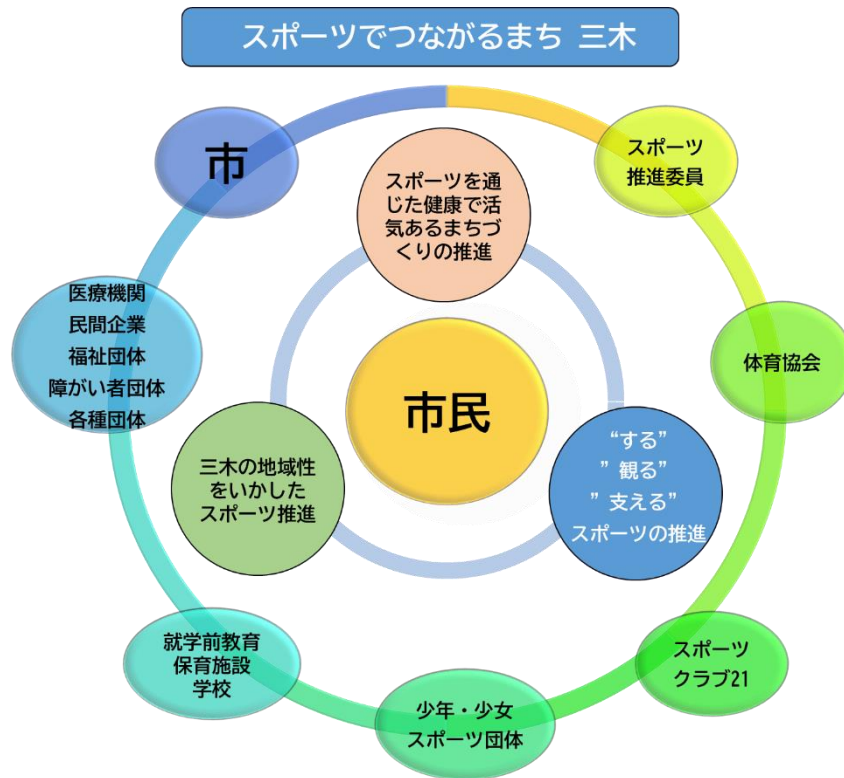 スポーツでつながるまち 三木
市
スポーツ
推進委員
スポーツを通
じた健康で活
気あるまちづ
くりの推進
医療機関
民間企業
福祉団体
障がい者団体
各種団体
体育協会
市民
三木の地域性
をいかした
スポーツ推進
“する”
”観る”
”支える”
スポーツの推進
就学前教育
保育施設
学校
スポーツ
クラブ21
少年・少女
スポーツ団体